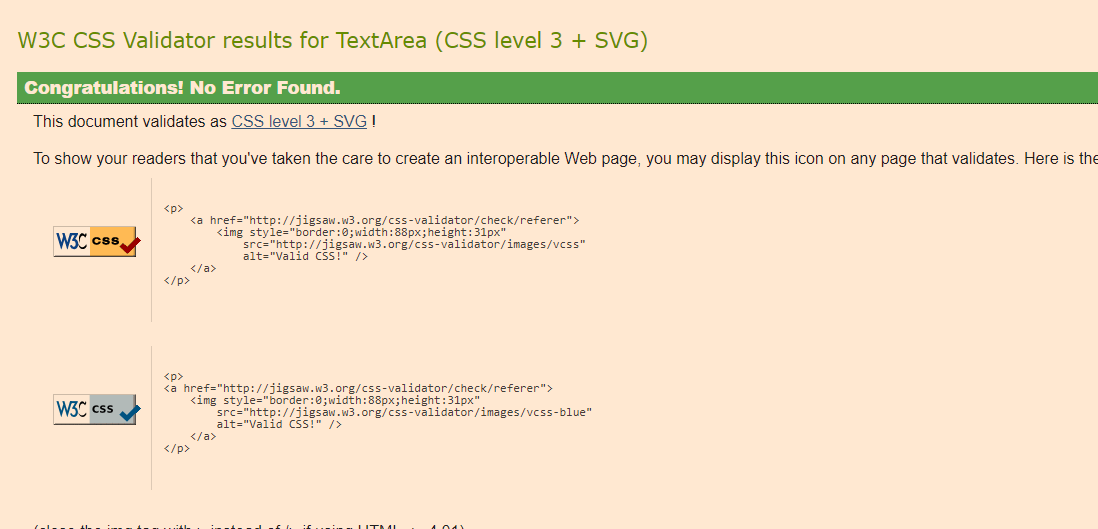 W3C CSS Validator results for TextArea (CSS level 3 + SVG)
Congratulations! No Error Found.
This document validates as CSS level 3 + SVG !
To show your readers that you've taken the care to create an interoperable Web page, you may display this icon on any page that validates. Here is the
<p>
<a href="http://jigsaw.w3.org/css-validator/check/referer">
<img style="border:0;width:88px;height:31px"
W3C css
src="http://jigsaw.w3.org/css-validator/images/vcss"
alt="Valid CSS!" />
</a>
</p>
<p>
<a href="http://jigsaw.w3.org/css-validator/check/referer">
<img style="border:0;width:88px;height:31px"
W3C css
src="http://jigsaw.w3.org/css-validator/images/vcss-blue"
alt="Valid CSS!" />
</a>
</p>